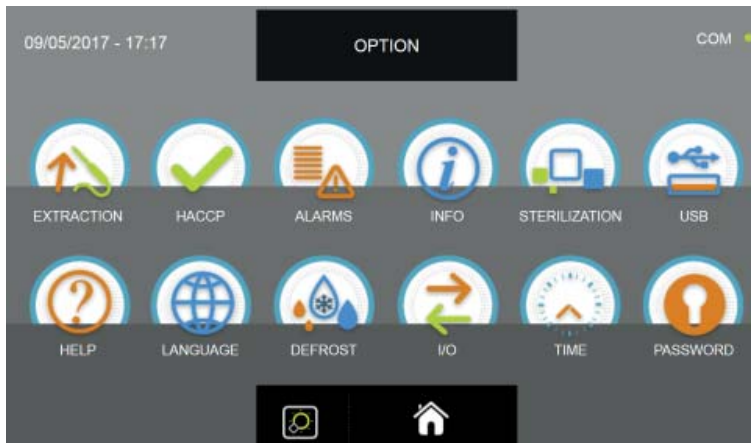 09/05/2017 - 17:17
OPTION
COM
EXTRACTION
HACCP
ALARMS
INFO
STERILIZATION
USB
HELP
LANGUAGE
DEFROST
I/O
TIME
PASSWORD